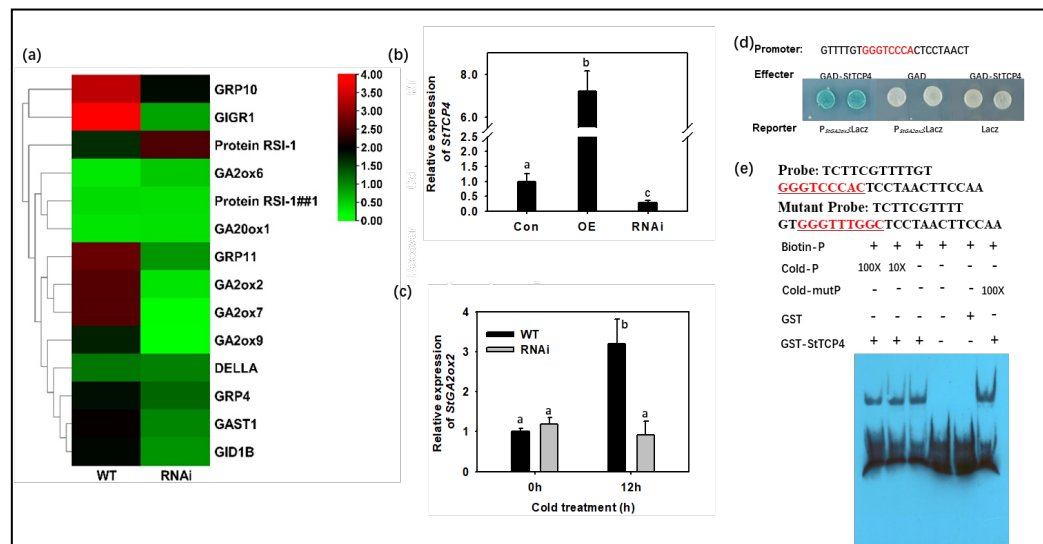 (a)
4.00
3.50
3.00
2.50
2.00
1.50
1.00
0.50
0.00
GRP10
GIGR1
Protein RSI-1
GA2ox6
Protein RSI-1##1
GA20ox1
GRP11
GA2ox2
GA2ox7
GA2ox9
DELLA
GRP4
GAST1
GID1B
WT RNAi
(b)
Relative expression
of StTCP4
8.0
6.0
2.5
2.0
1.5
1.0
0.5
0.0
a b c
Con OE RNAi
(c)
Relative expression
of StGA2ox2
4
3
2
1
0
WT
RNAi
a a b a
0h 12h
Cold treatment (h)
(d)
Promoter: GTTTTGTGGGTCCCACTCCTAACT
Effecter GAD-StTCP4 GAD GAD-StTCP4
Reporter PStGA2ox3:Lacz PStGA2ox3:Lacz Lacz
(e)
Probe: TCTTCGTTTTGT
GGGTCCCACTCCTAACTTCCAA
Mutant Probe: TCTTCGTTTT
GTGGGTTTGGCTCCTAACTTCCAA
Biotin-P + + + + + +
Cold-P 100X 10X - - - -
Cold-mutP - - - - - 100X
GST - - - - + -
GST-StTCP4 + + + - - +